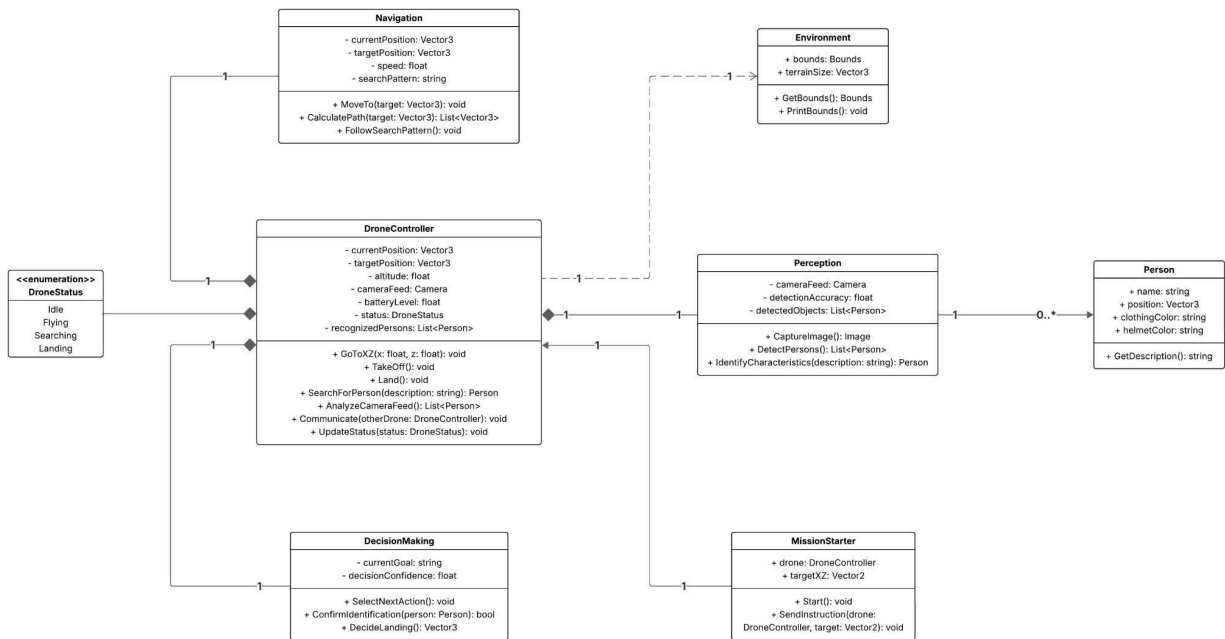 Navigation
- currentPosition: Vector3
- targetPosition: Vector3
- speed: float
- searchPattern: string
+ MoveTo(target: Vector3): void
+ CalculatePath(target: Vector3): List<Vector3>
+ FollowSearchPattern(): void
1
1
Environment
+ bounds: Bounds
+ terrainSize: Vector3
+ GetBounds(): Bounds
+ PrintBounds(): void
1
1
DroneController
- currentPosition: Vector3
- targetPosition: Vector3
- altitude: float
- cameraFeed: Camera
- batteryLevel: float
- status: DroneStatus
- recognizedPersons: List<Person>
+ GoToXZ(x: float, z: float): void
+ TakeOff(): void
+ Land(): void
+ SearchForPerson(description: string): Person
+ AnalyzeCameraFeed(): List<Person>
+ Communicate(otherDrone: DroneController): void
+ UpdateStatus(status: DroneStatus): void
<<enumeration>>
DroneStatus
Idle
Flying
Searching
Landing
1
1
Perception
- cameraFeed: Camera
- detectionAccuracy: float
- detectedObjects: List<Person>
+ CaptureImage(): Image
+ DetectPersons(): List<Person>
+ IdentifyCharacteristics(description: string): Person
1
0..*
Person
+ name: string
+ position: Vector3
+ clothingColor: string
+ helmetColor: string
+ GetDescription(): string
1
1
DecisionMaking
- currentGoal: string
- decisionConfidence: float
+ SelectNextAction(): void
+ ConfirmIdentification(person: Person): bool
+ DecideLanding(): Vector3
1
1
MissionStarter
+ drone: DroneController
+ targetXZ: Vector2
+ Start(): void
+ SendInstruction(drone:
DroneController, target: Vector2): void